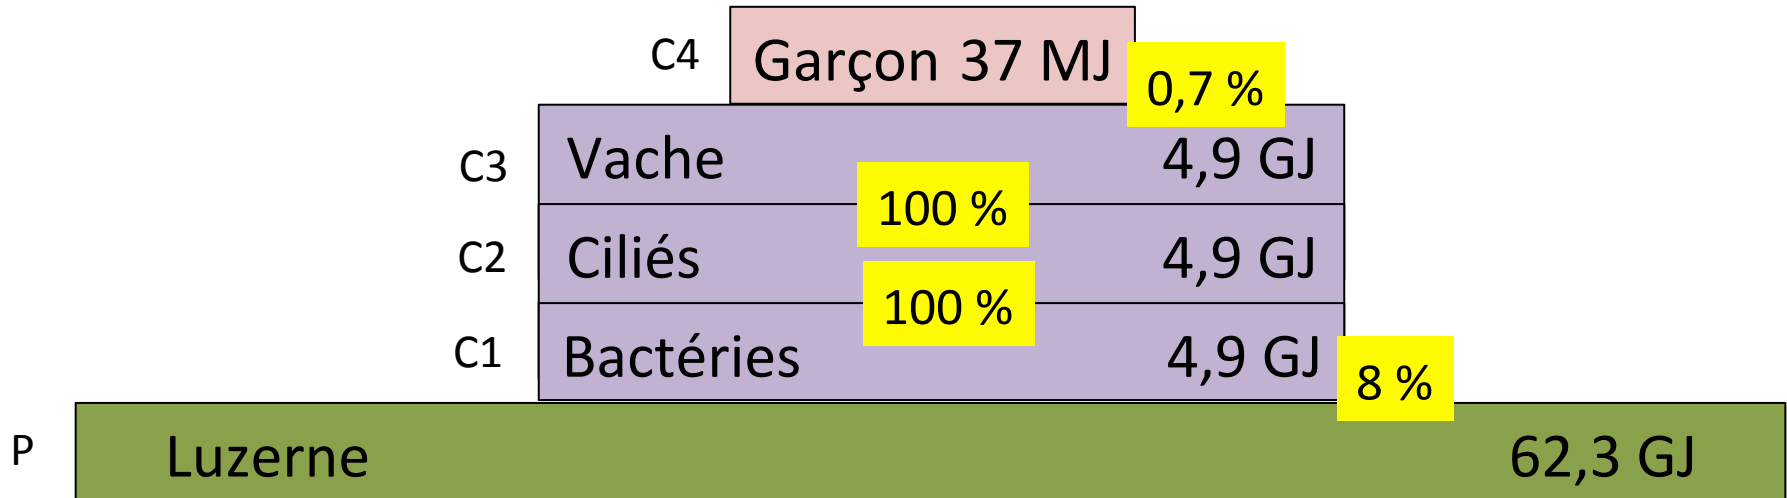 C4 Garçon 37 MJ
0,7 %
C3 Vache 4,9 GJ
100 %
C2 Ciliés 4,9 GJ
100 %
C1 Bactéries 4,9 GJ
8 %
P Luzerne 62,3 GJ